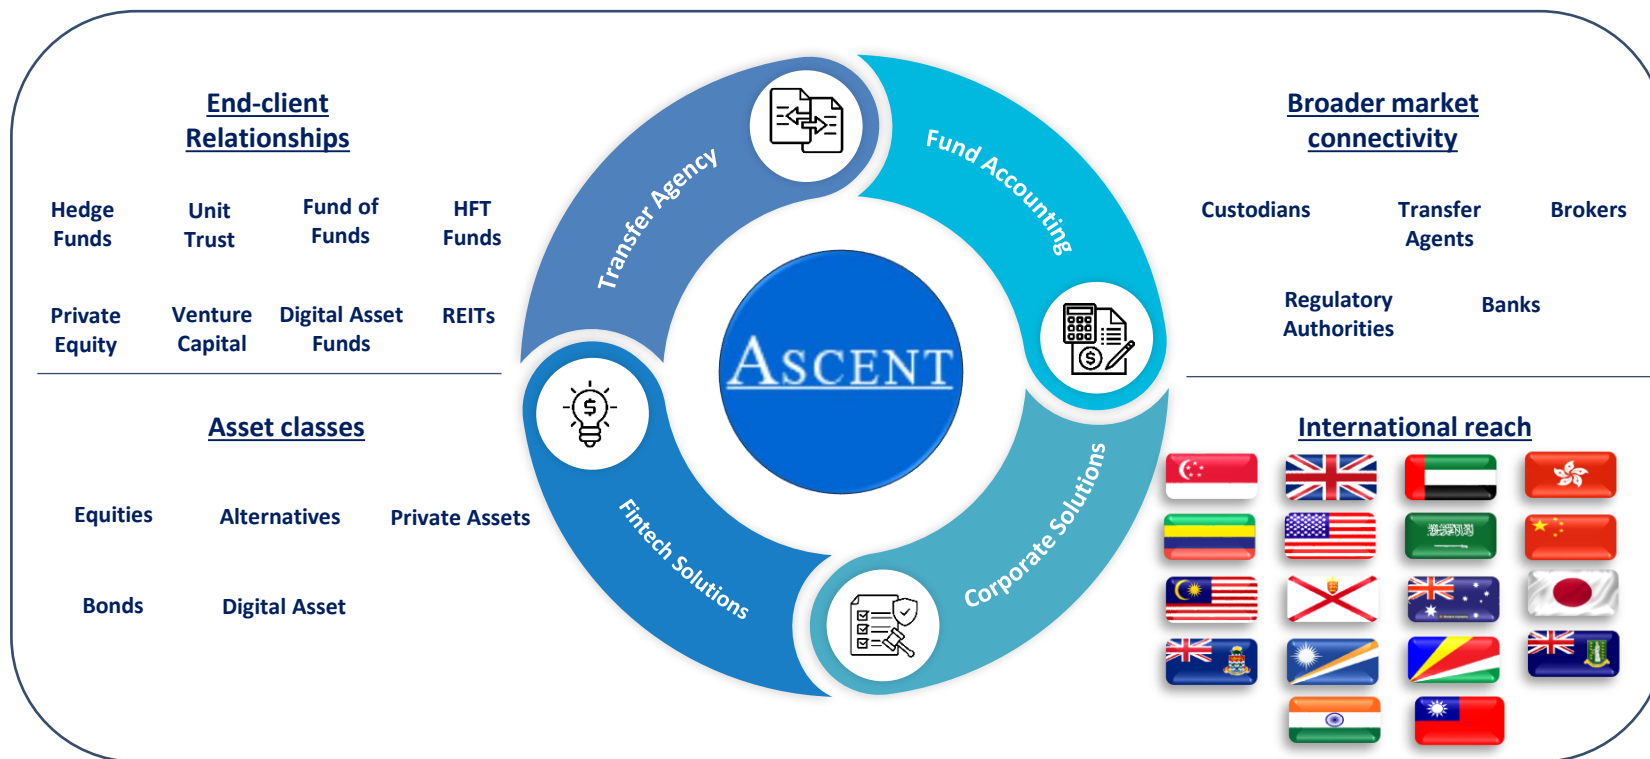 End-client
Relationships
Hedge
Funds
Unit
Trust
Fund of
Funds
HFT
Funds
Private
Equity
Venture
Capital
Digital Asset
Funds
REITs
Asset classes
Equities
Alternatives
Private Assets
Bonds
Digital Asset
Transfer Agency
Fund Accounting
ASCENT
Fintech Solutions
Corporate Solutions
Broader market
connectivity
Custodians
Transfer
Agents
Brokers
Regulatory
Authorities
Banks
International reach